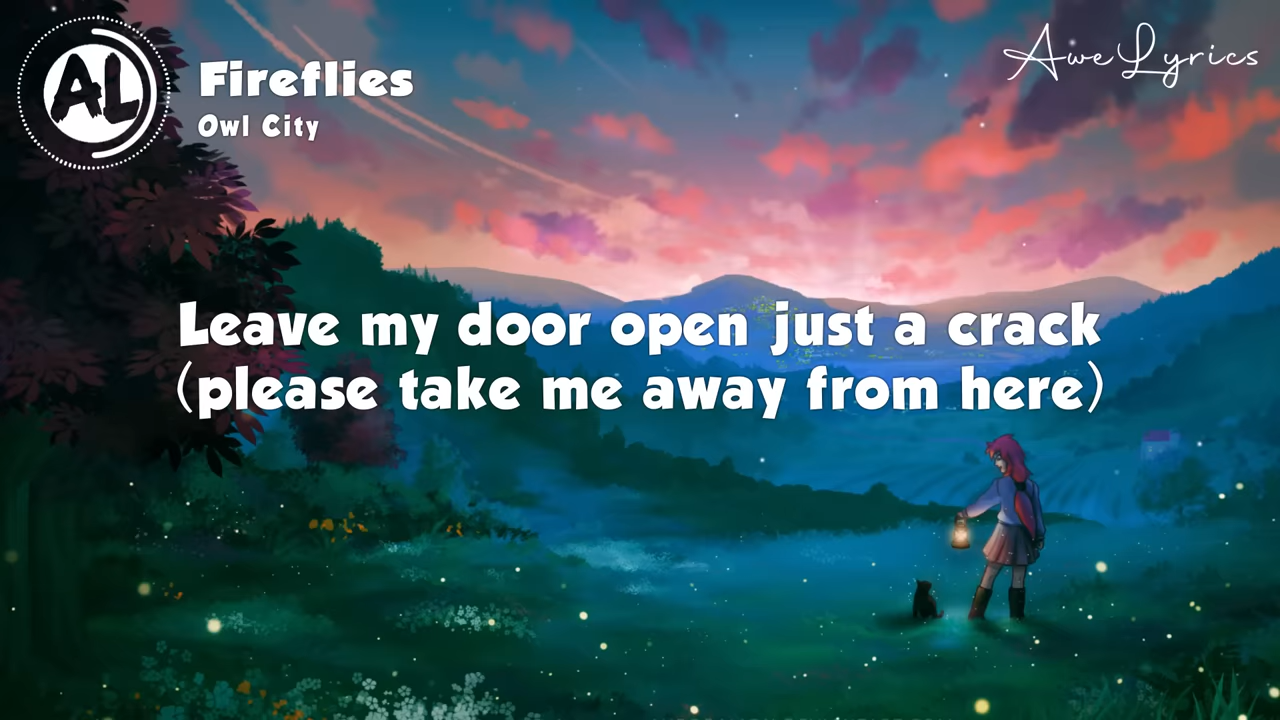 AL
Fireflies
Owl City
AweLyrics
Leave my door open just a crack
(please take me away from here)